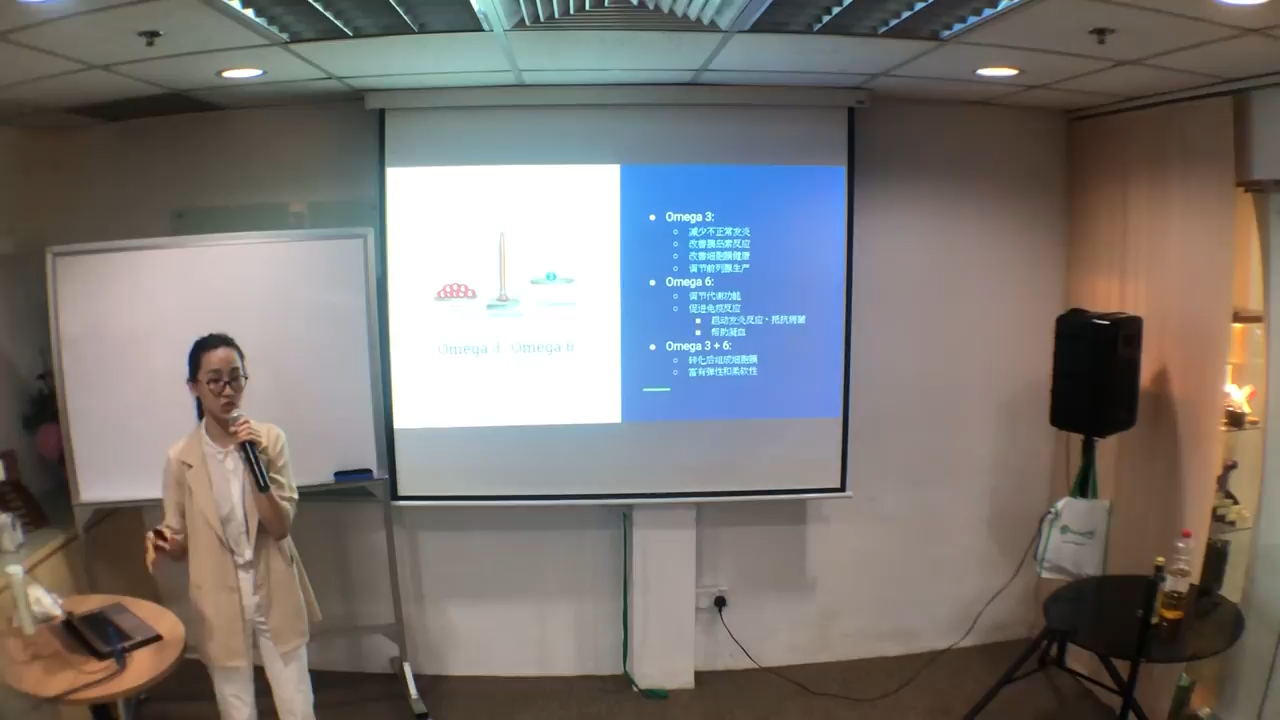 Omega 3 Omega 6
Omega 3:
减少不正常发炎
改善胰岛素反应
改善细胞膜健康
调节前列腺生产
Omega 6:
调节代谢功能
促进免疫反应
启动发炎反应，抵抗病菌
帮助凝血
Omega 3 + 6:
转化后组成细胞膜
富有弹性和柔软性